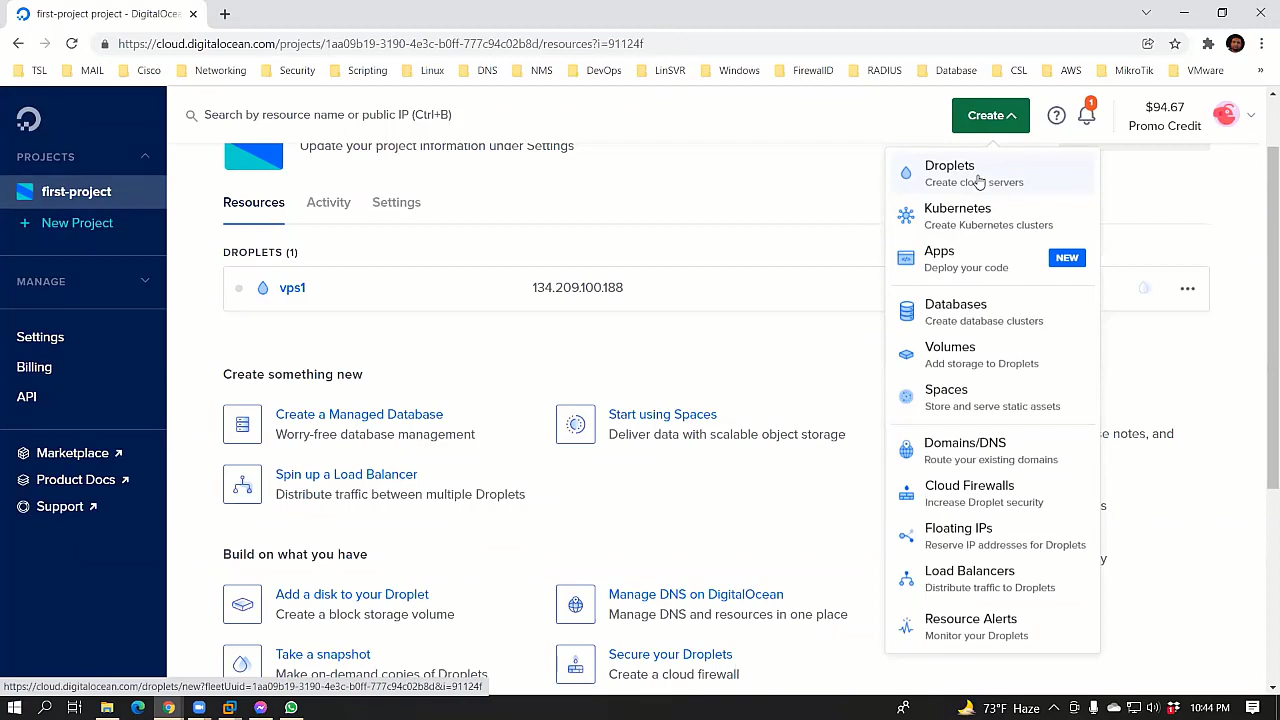 first-project project - DigitalOcea
https://cloud.digitalocean.com/projects/1aa09b19-3190-4e3c-b0ff-777c94c02b8d/resources?i=91124f
TSL
MAIL
Cisco
Networking
Security
Scripting
Linux
DNS
NMS
DevOps
LinSVR
Windows
FirewallD
RADIUS
Database
CSL
AWS
MikroTik
VMware
»
Search by resource name or public IP (Ctrl+B)
Create
1
$94.67
Promo Credit
PROJECTS
first-project
+ New Project
MANAGE
Settings
Billing
API
Marketplace
Product Docs
Support
Update your project information under Settings
Resources
Activity
Settings
DROPLETS (1)
vps1
134.209.100.188
Create something new
Create a Managed Database
Worry-free database management
Start using Spaces
Deliver data with scalable object storage
Spin up a Load Balancer
Distribute traffic between multiple Droplets
Build on what you have
Add a disk to your Droplet
Create a block storage volume
Manage DNS on DigitalOcean
Manage DNS and resources in one place
Take a snapshot
Make on-demand copies of Droplets
Secure your Droplets
Create a cloud firewall
Droplets
Create cloud servers
Kubernetes
Create Kubernetes clusters
Apps
Deploy your code
NEW
Databases
Create database clusters
Volumes
Add storage to Droplets
Spaces
Store and serve static assets
Domains/DNS
Route your existing domains
Cloud Firewalls
Increase Droplet security
Floating IPs
Reserve IP addresses for Droplets
Load Balancers
Distribute traffic to Droplets
Resource Alerts
Monitor your Droplets
e notes, and
s
y
https://cloud.digitalocean.com/droplets/new?fleetUuid=1aa09b19-3190-4e3c-b0ff-777c94c02b8d&i=91124f
73°F Haze
10:44 PM